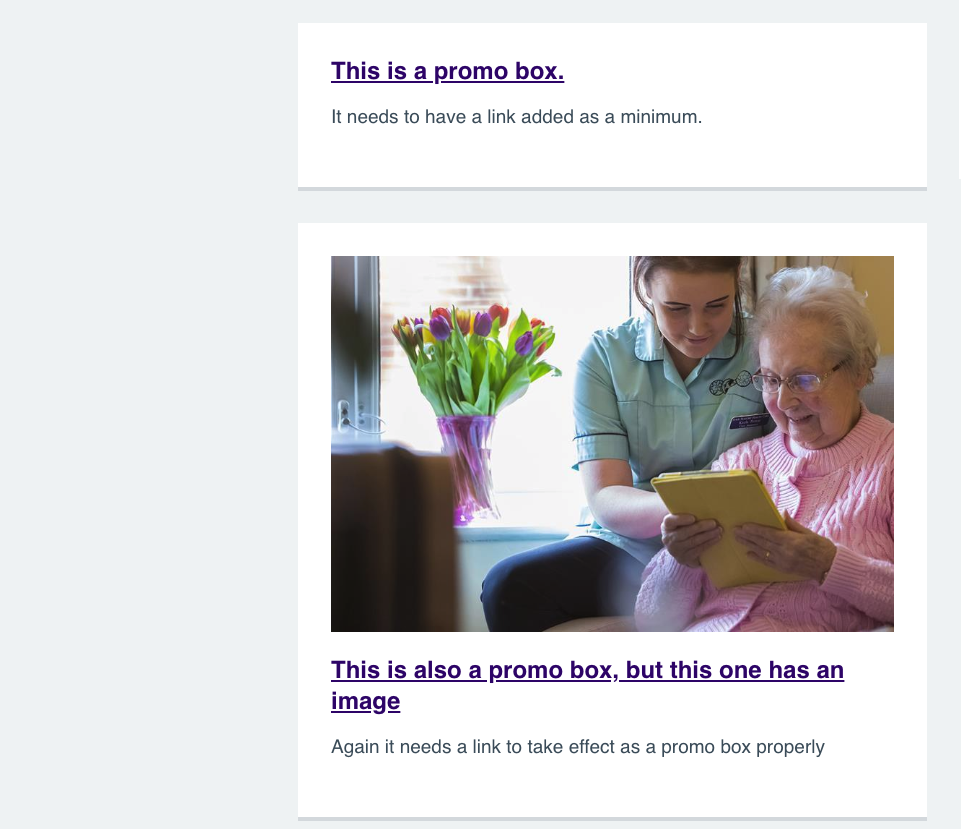 This is a promo box.
It needs to have a link added as a minimum.
This is also a promo box, but this one has an
image
Again it needs a link to take effect as a promo box properly